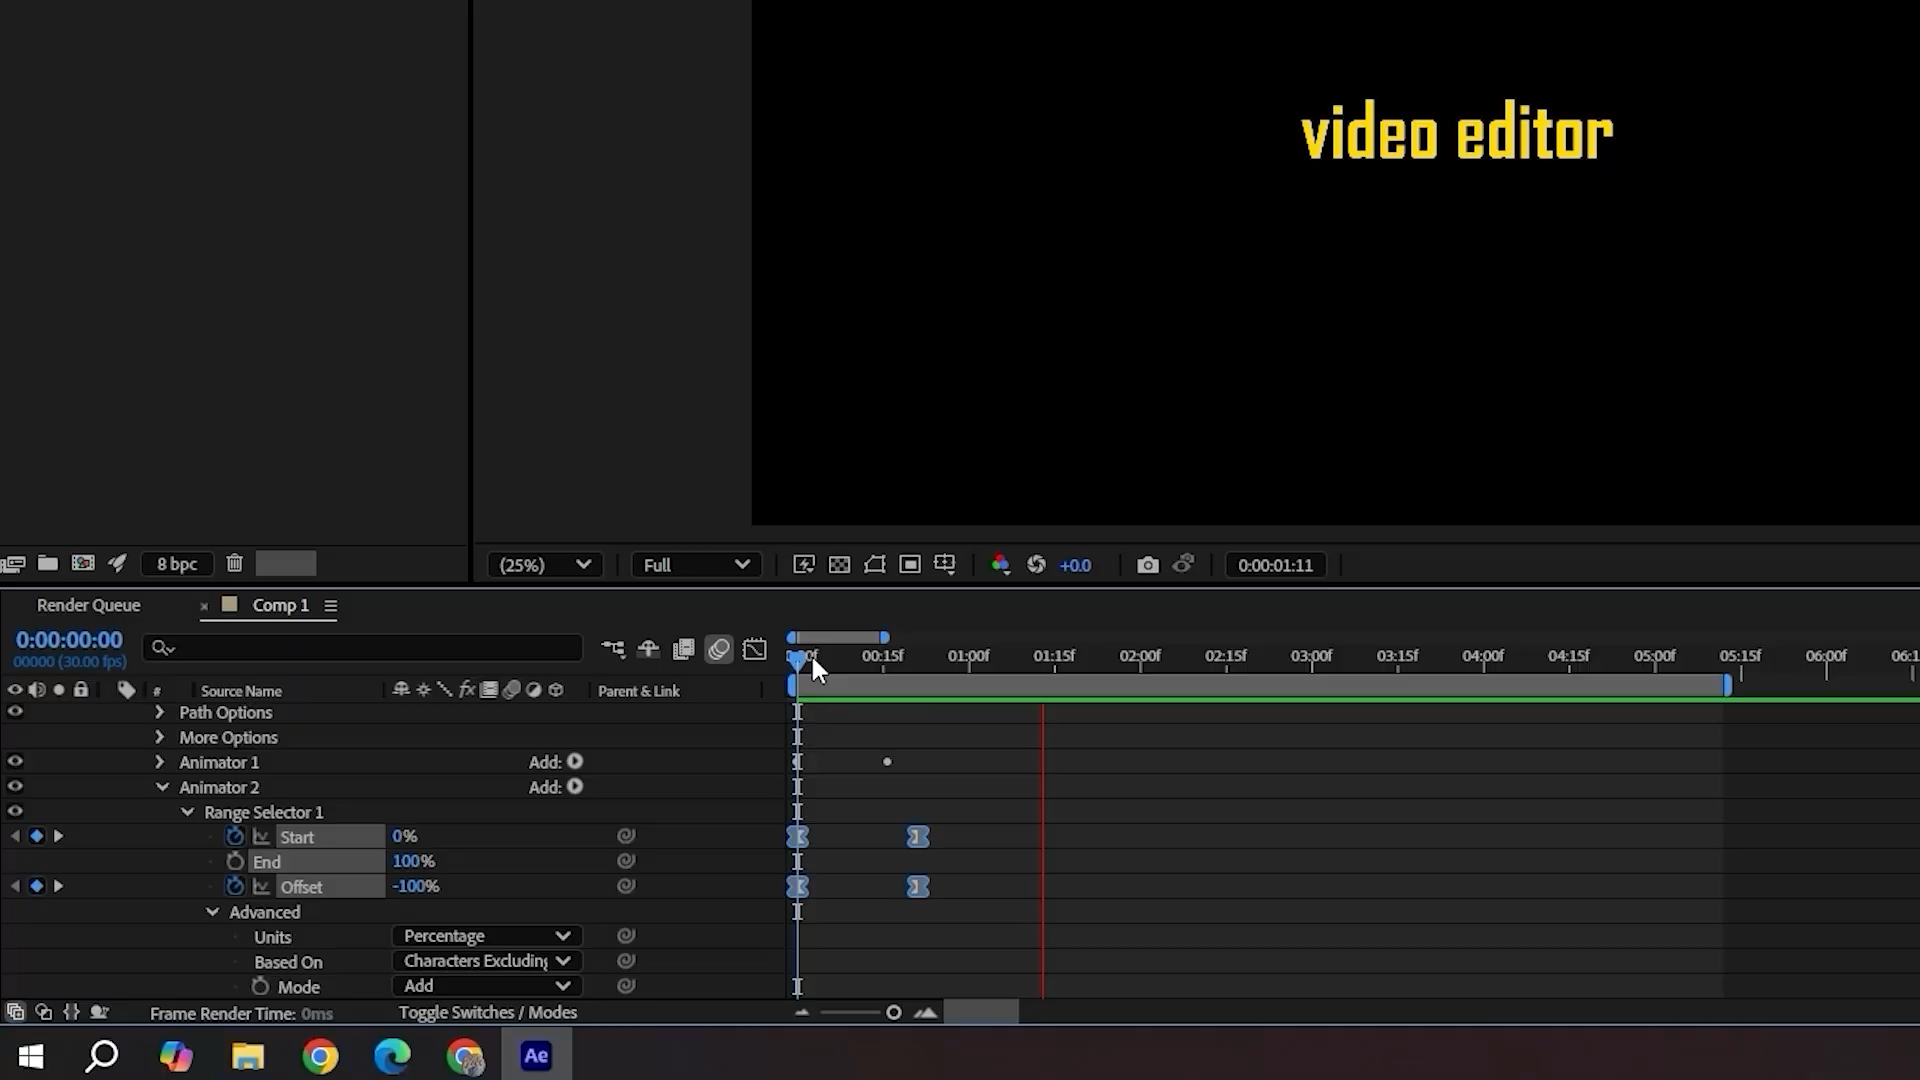 video editor
8 bpc
(25%)
Full
+0.0
0:00:01:11
Render Queue
× Comp 1
0:00:00:00
00000 (30.00 fps)
00:15f 01:00f 01:15f 02:00f 02:15f 03:00f 03:15f 04:00f 04:15f 05:00f 05:15f 06:00f
# Source Name
fx
Parent & Link
Path Options
More Options
Animator 1 Add:
Animator 2 Add:
Range Selector 1
Start 0%
End 100%
Offset -100%
Advanced
Units Percentage
Based On Characters Excluding
Mode Add
Frame Render Time: 0ms
Toggle Switches / Modes
Ae